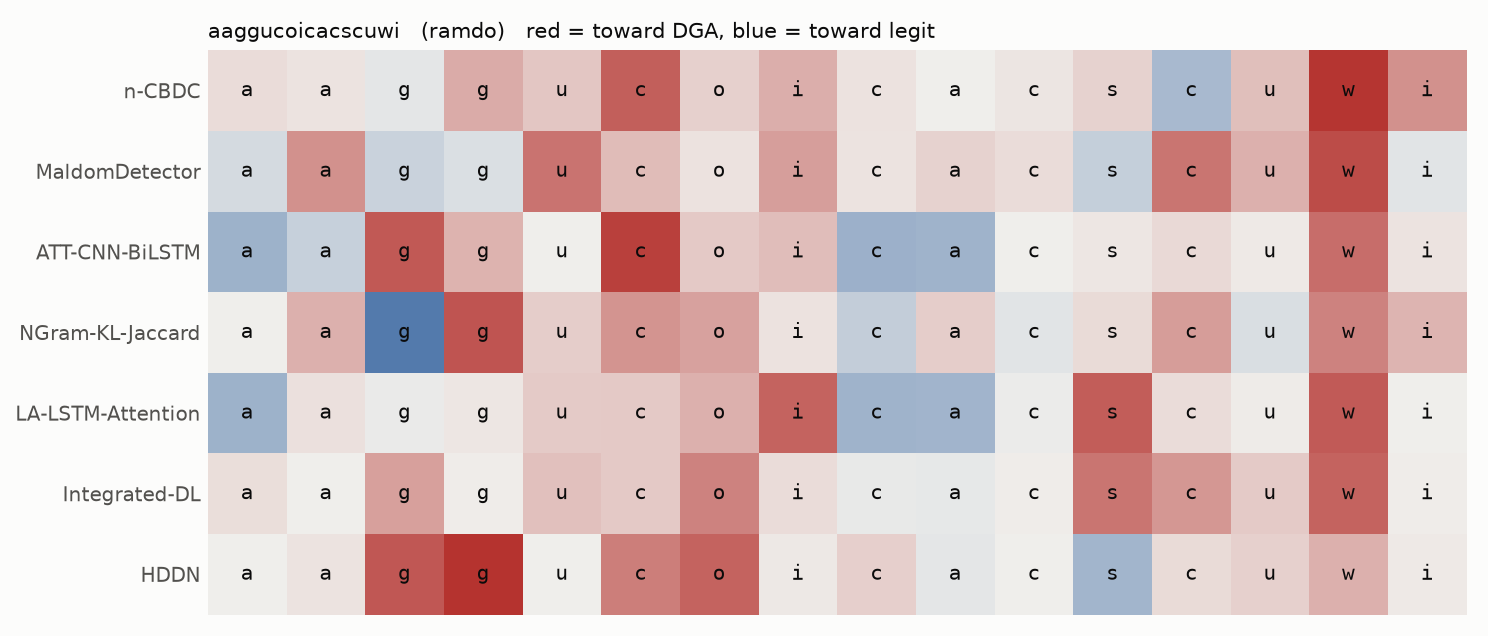 aaggucoicacscuwi (ramdo) red = toward DGA, blue = toward legit
n-CBDC a a g g u c o i c a c s c u w i
MaldomDetector a a g g u c o i c a c s c u w i
ATT-CNN-BiLSTM a a g g u c o i c a c s c u w i
NGram-KL-Jaccard a a g g u c o i c a c s c u w i
LA-LSTM-Attention a a g g u c o i c a c s c u w i
Integrated-DL a a g g u c o i c a c s c u w i
HDDN a a g g u c o i c a c s c u w i